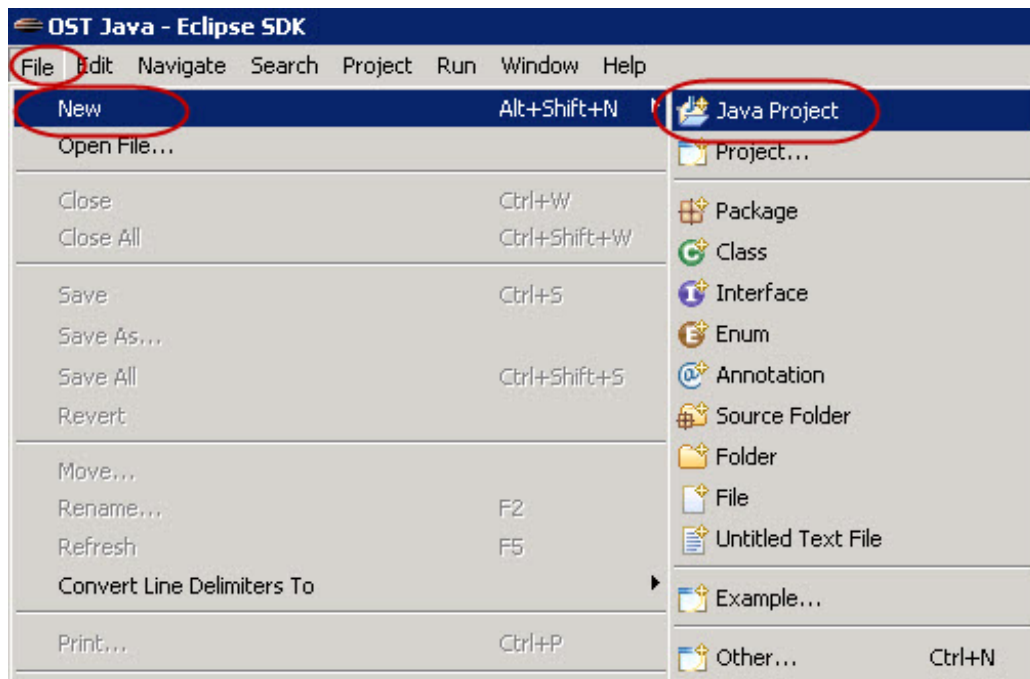 OST Java - Eclipse SDK
File Edit Navigate Search Project Run Window Help
New Alt+Shift+N
Open File...
Close Ctrl+W
Close All Ctrl+Shift+W
Save Ctrl+S
Save As...
Save All Ctrl+Shift+S
Revert
Move...
Rename... F2
Refresh F5
Convert Line Delimiters To
Print... Ctrl+P
Java Project
Project...
Package
Class
Interface
Enum
Annotation
Source Folder
Folder
File
Untitled Text File
Example...
Other... Ctrl+N